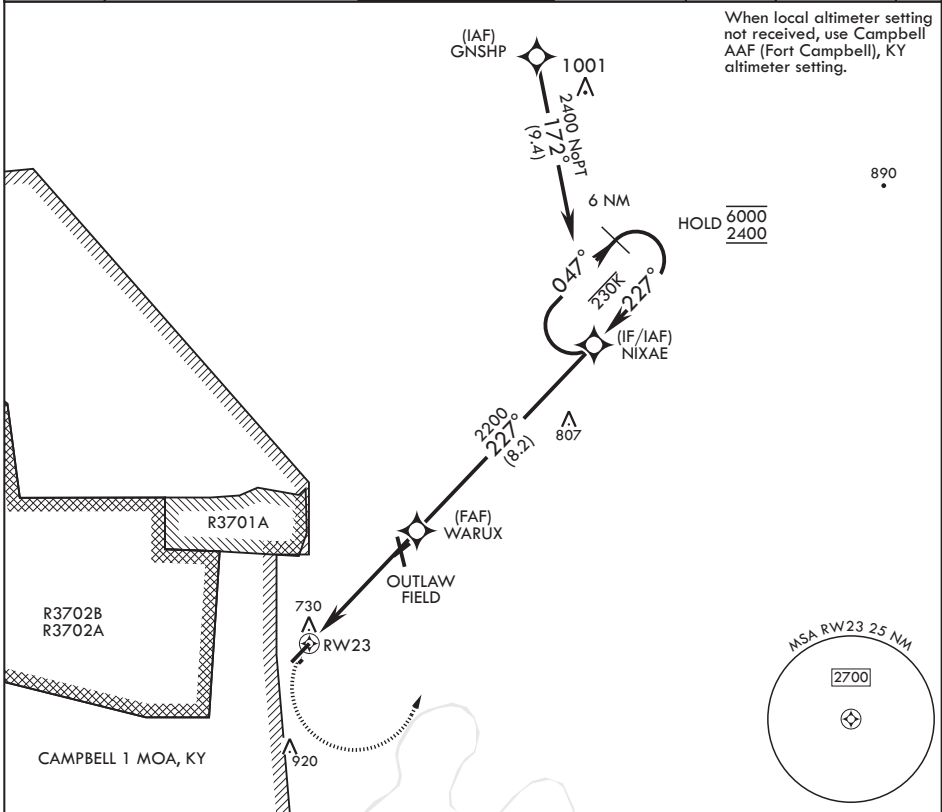 When local altimeter setting
not received, use Campbell
AAF (Fort Campbell), KY
altimeter setting.
(IAF)
GNSHP
1001
2400 NoPT
172°
(9.4)
890
6 NM
HOLD 6000
2400
047°
230K
227°
(IF/IAF)
NIXAE
2200
227°
(8.2)
807
(FAF)
WARUX
R3701A
OUTLAW
FIELD
R3702B
R3702A
730
RW23
MSA RW23 25 NM
2700
CAMPBELL 1 MOA, KY
920